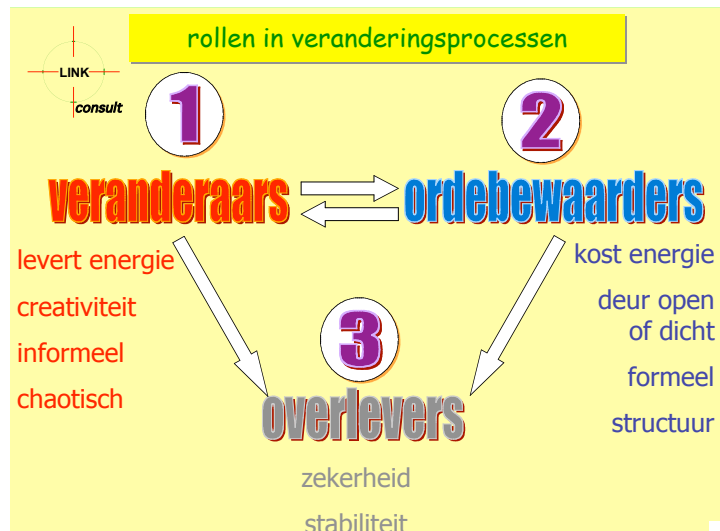 rollen in veranderingsprocessen
LINK
consult
1
2
veranderaars
ordebewaarders
levert energie
creativiteit
informeel
chaotisch
kost energie
deur open
of dicht
formeel
structuur
3
overlevers
zekerheid
stabiliteit